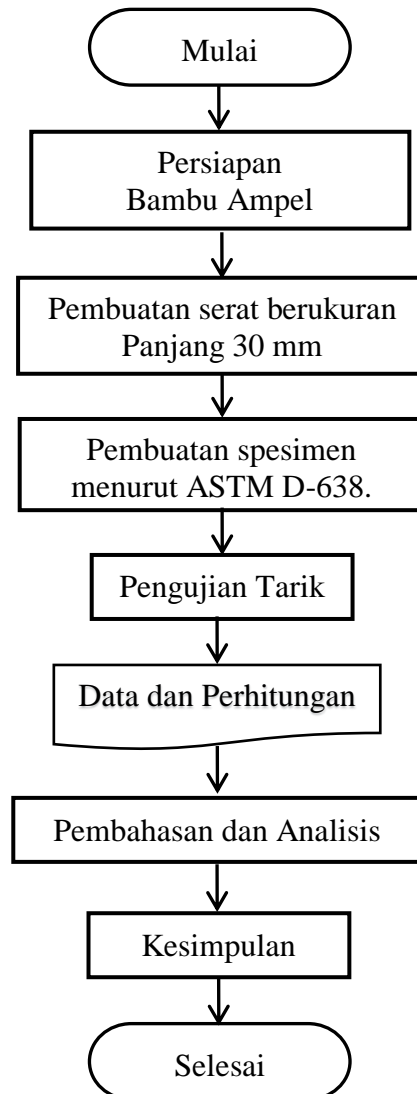 Mulai
Persiapan
Bambu Ampel
Pembuatan serat berukuran
Panjang 30 mm
Pembuatan spesimen
menurut ASTM D-638.
Pengujian Tarik
Data dan Perhitungan
Pembahasan dan Analisis
Kesimpulan
Selesai